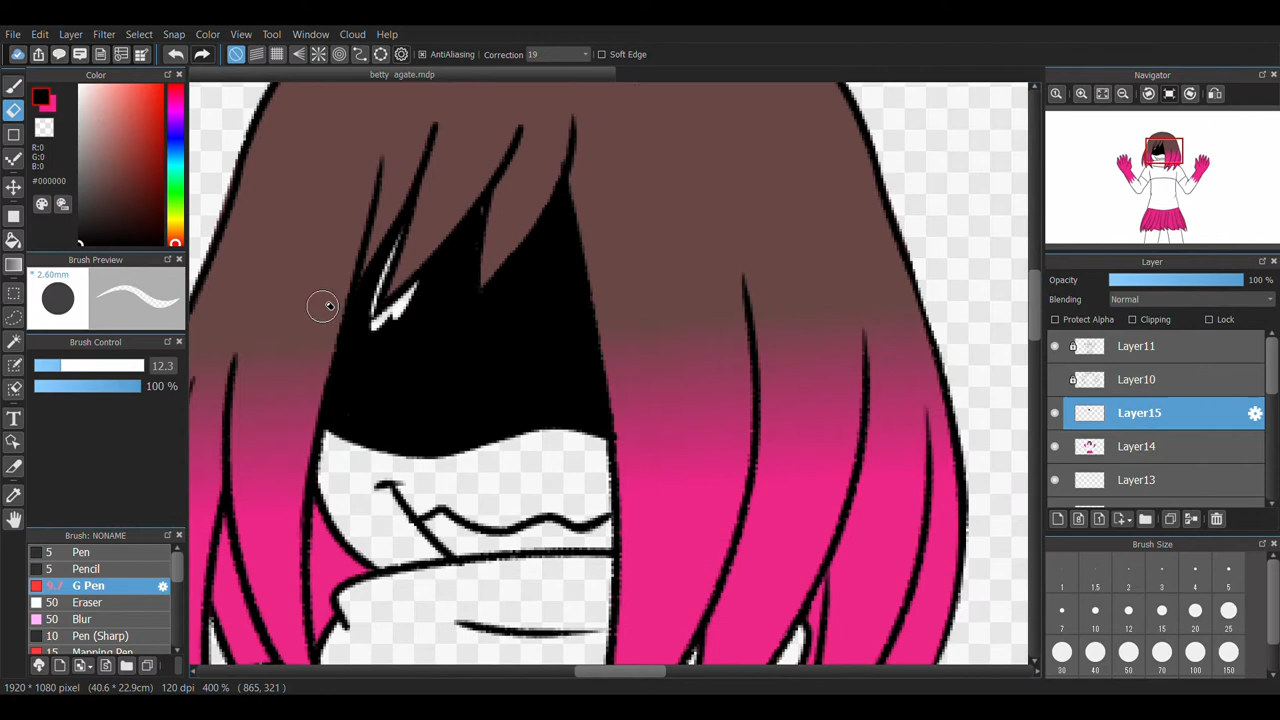 File Edit Layer Filter Select Snap Color View Tool Window Cloud Help
AntiAliasing Correction 19 Soft Edge
betty agate.mdp
Color
R:0
G:0
B:0
#000000
Brush Preview
* 2.60mm
Brush Control
12.3
100 %
Brush: NONAME
5 Pen
5 Pencil
9.7 G Pen
50 Eraser
50 Blur
10 Pen (Sharp)
15 Mapping Pen
1920 * 1080 pixel (40.6 * 22.9cm) 120 dpi 400 % ( 865, 321 )
Navigator
Layer
Opacity 100 %
Blending Normal
Protect Alpha Clipping Lock
Layer11
Layer10
Layer15
Layer14
Layer13
Brush Size
1 1.5 2 3 4 5
7 10 12 15 20 25
30 40 50 70 100 150